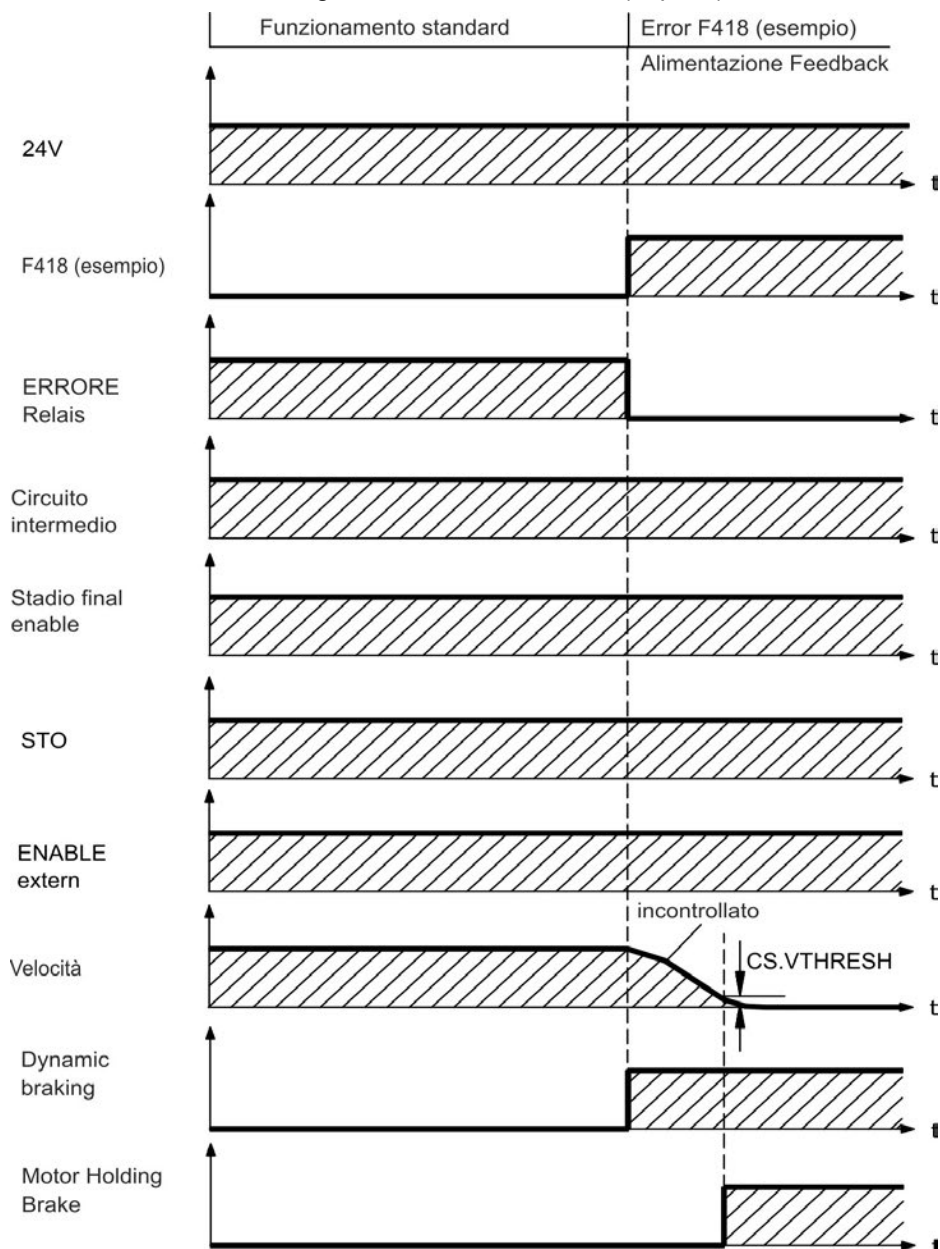 Funzionamento standard
Error F418 (esempio)
Alimentazione Feedback
24V
t
F418 (esempio)
t
ERRORE
Relais
t
Circuito
intermedio
t
Stadio final
enable
t
STO
t
ENABLE
extern
t
incontrollato
Velocità
CS.VTHRESH
t
Dynamic
braking
t
Motor Holding
Brake
t